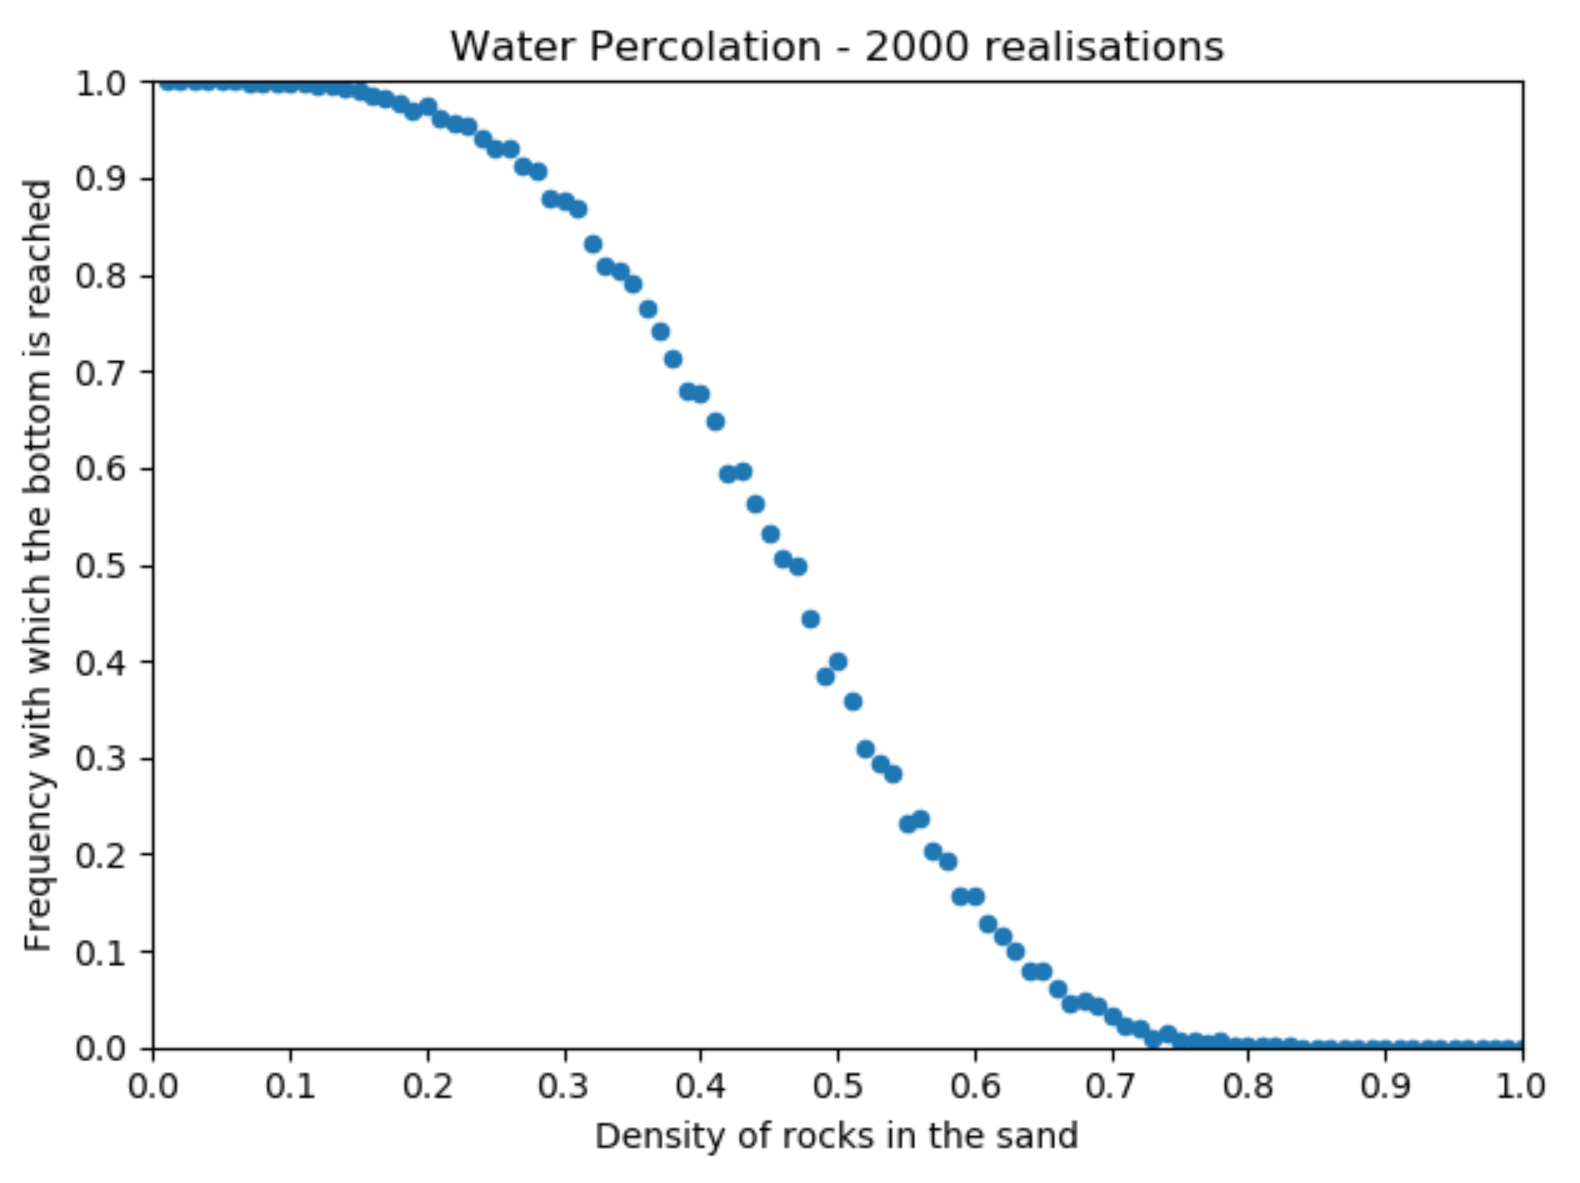 Water Percolation - 2000 realisations
1.0
0.9
0.8
0.7
0.6
0.5
0.4
0.3
0.2
0.1
0.0
Frequency with which the bottom is reached
0.0 0.1 0.2 0.3 0.4 0.5 0.6 0.7 0.8 0.9 1.0
Density of rocks in the sand